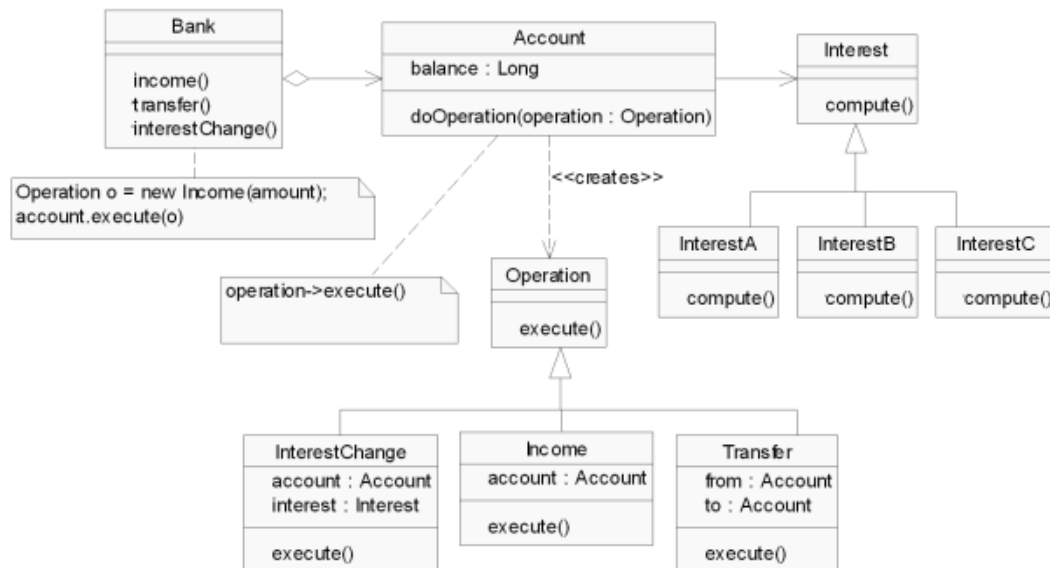 Bank
income()
transfer()
interestChange()
Account
balance : Long
doOperation(operation : Operation)
Interest
compute()
Operation o = new Income(amount);
account.execute(o)
<<creates>>
operation->execute()
InterestA
compute()
InterestB
compute()
InterestC
compute()
Operation
execute()
InterestChange
account : Account
interest : Interest
execute()
Income
account : Account
execute()
Transfer
from : Account
to : Account
execute()